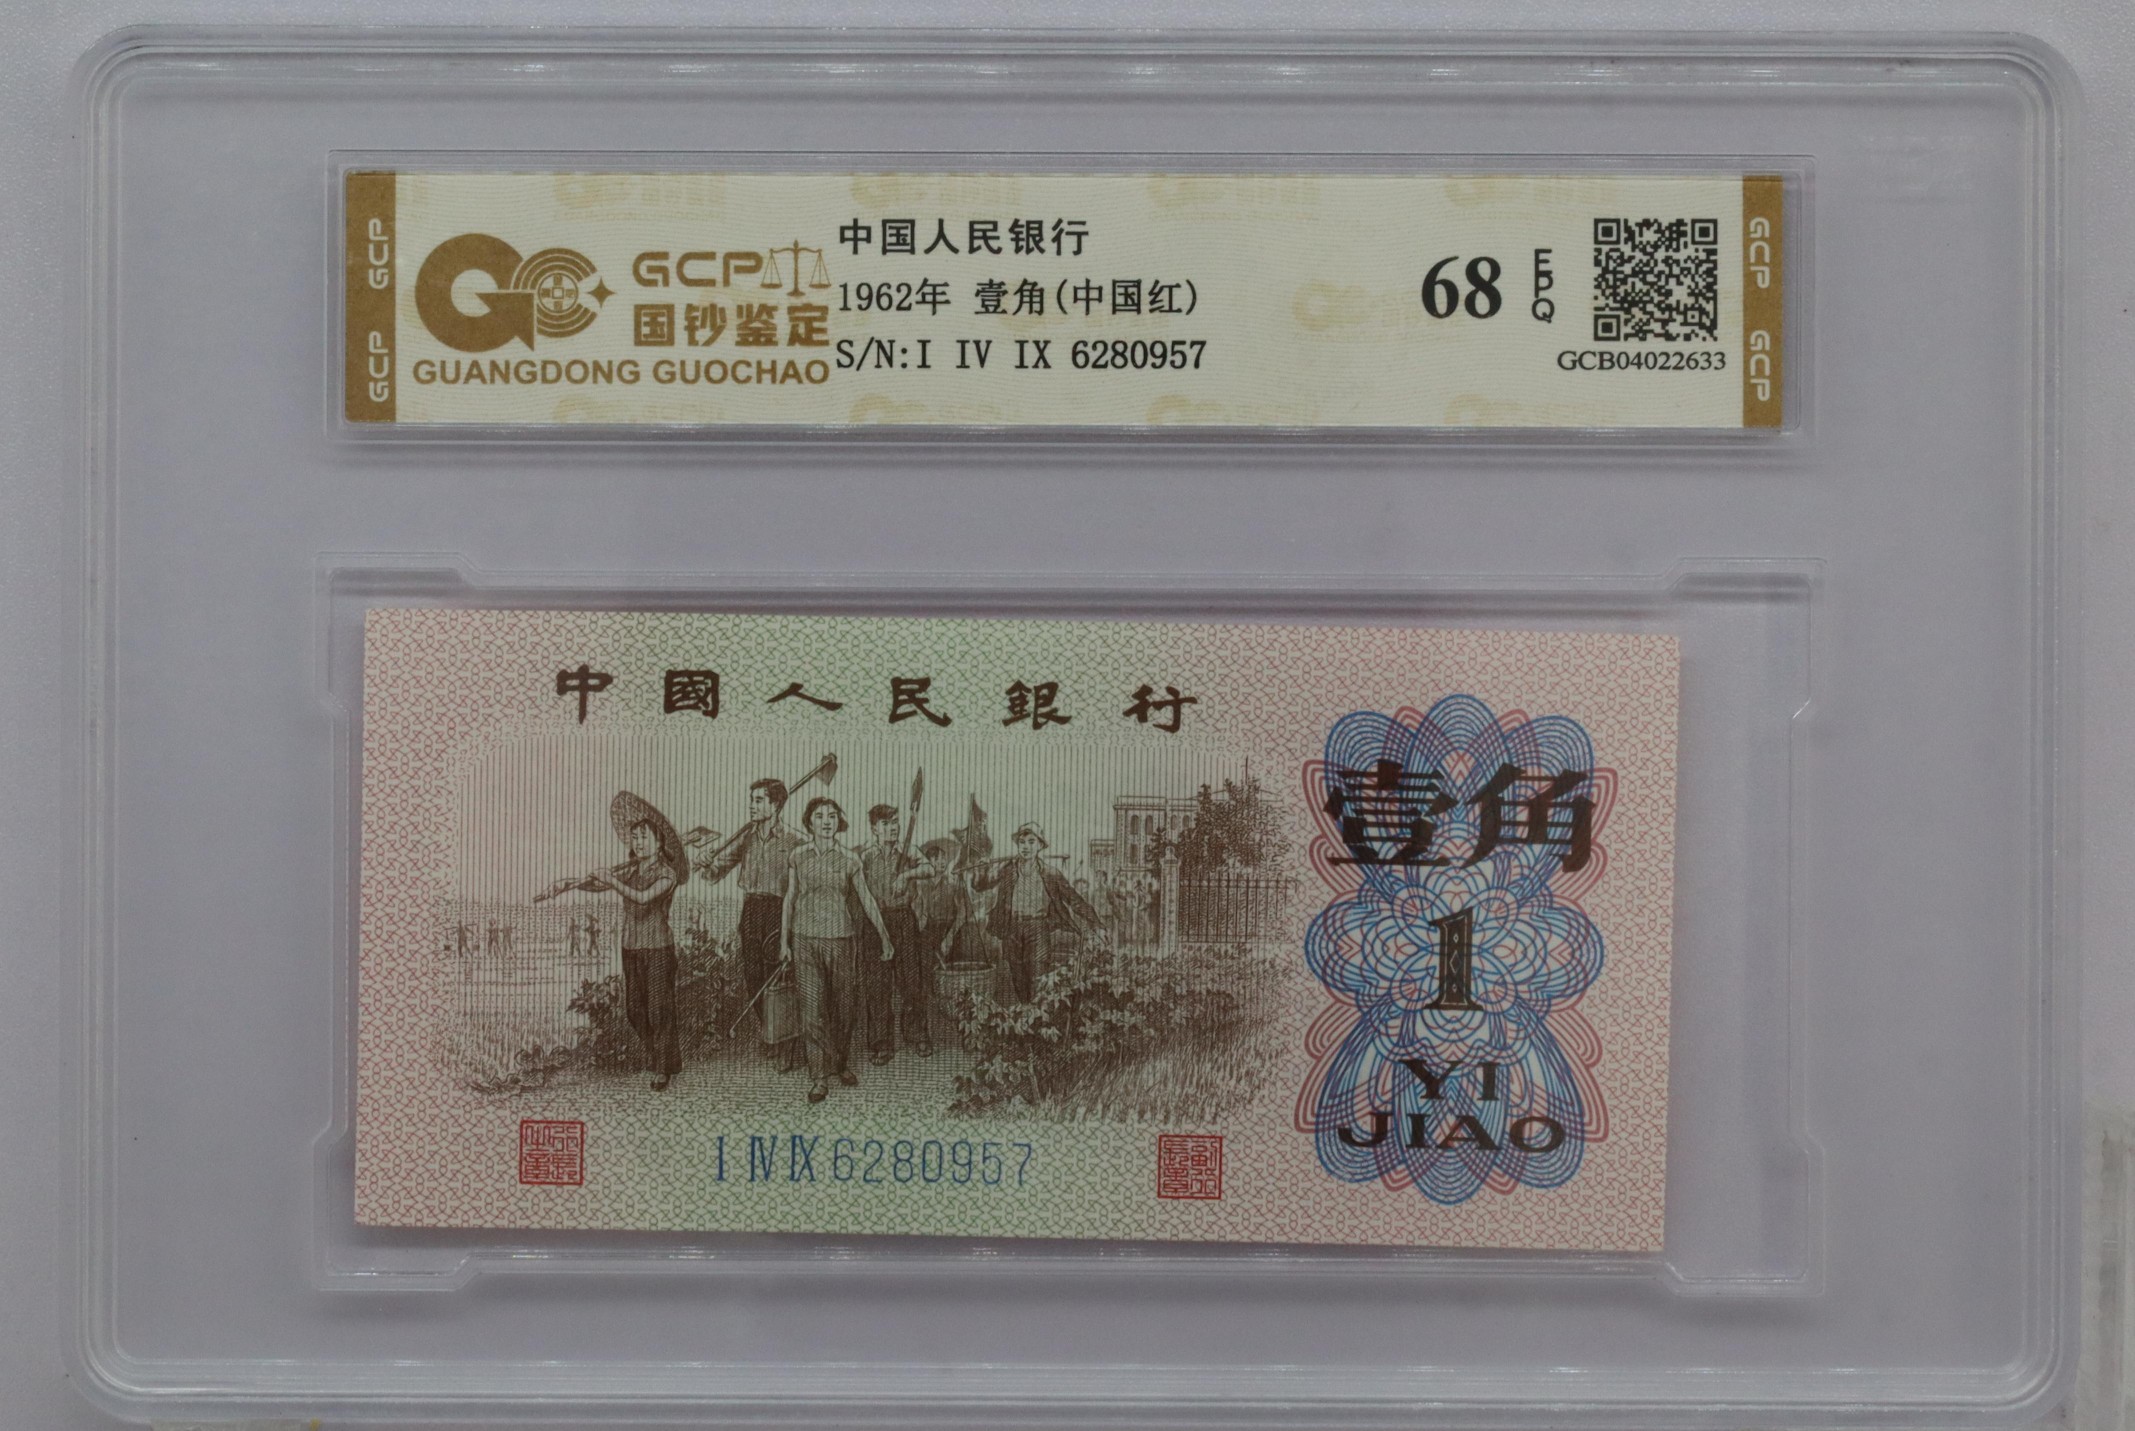 GCP
GCP
GCP
国钞鉴定
GUANGDONG GUOCHAO
中国人民银行
1962年 壹角(中国红)
S/N:I IV IX 6280957
68 EPQ
GCB04022633
GCP
GCP
中國人民銀行
壹角
1
YI
JIAO
I IV IX 6280957